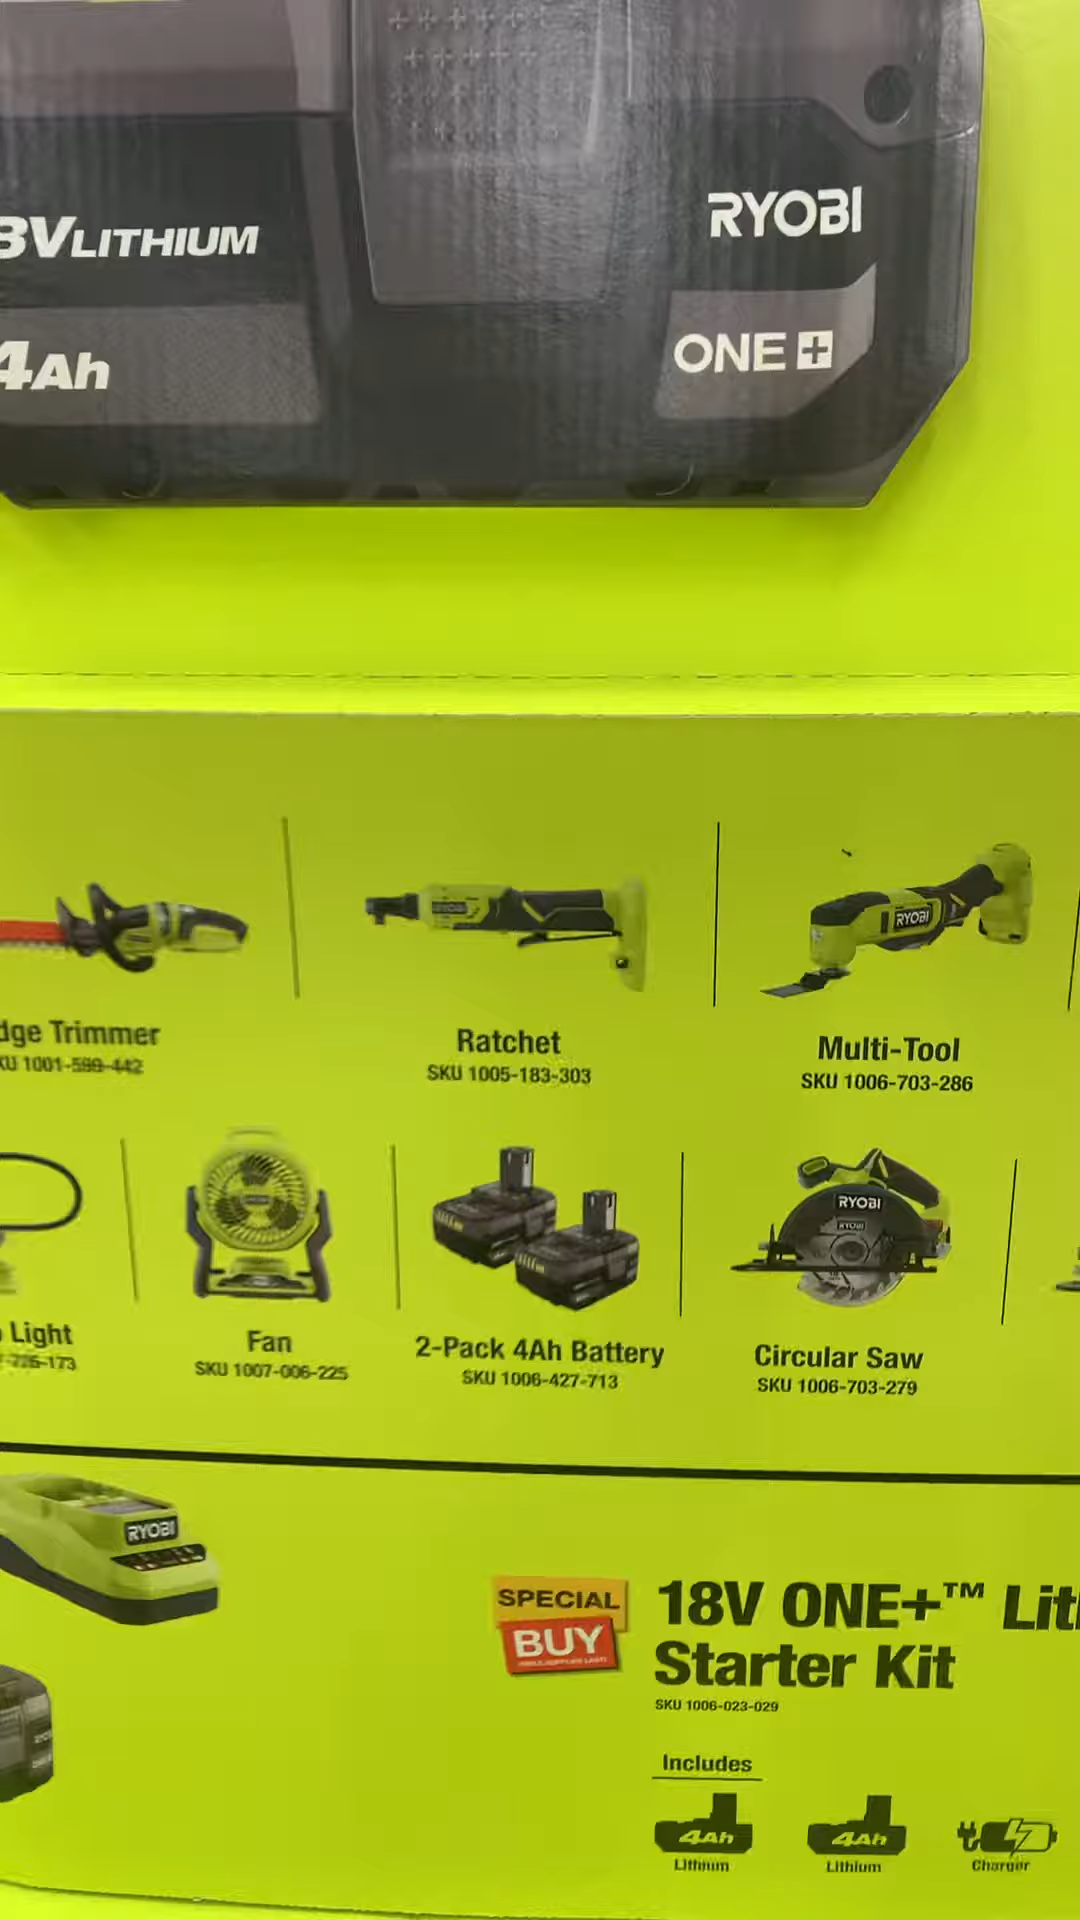 RYOBI
LITHIUM
4Ah
ONE+
RYOBI
RYOBI
Trimmer
Ratchet
Multi-Tool
SKU 1005-183-303
SKU 1006-703-286
RYOBI
RYOBI
Light
Fan
2-Pack 4Ah Battery
Circular Saw
SKU 1007-006-225
SKU 1006-427-713
SKU 1006-703-279
RYOBI
SPECIAL
BUY
18V ONE+™
Starter Kit
SKU 1006-023-029
Includes
4Ah
4Ah
Lithium
Lithium
Charger